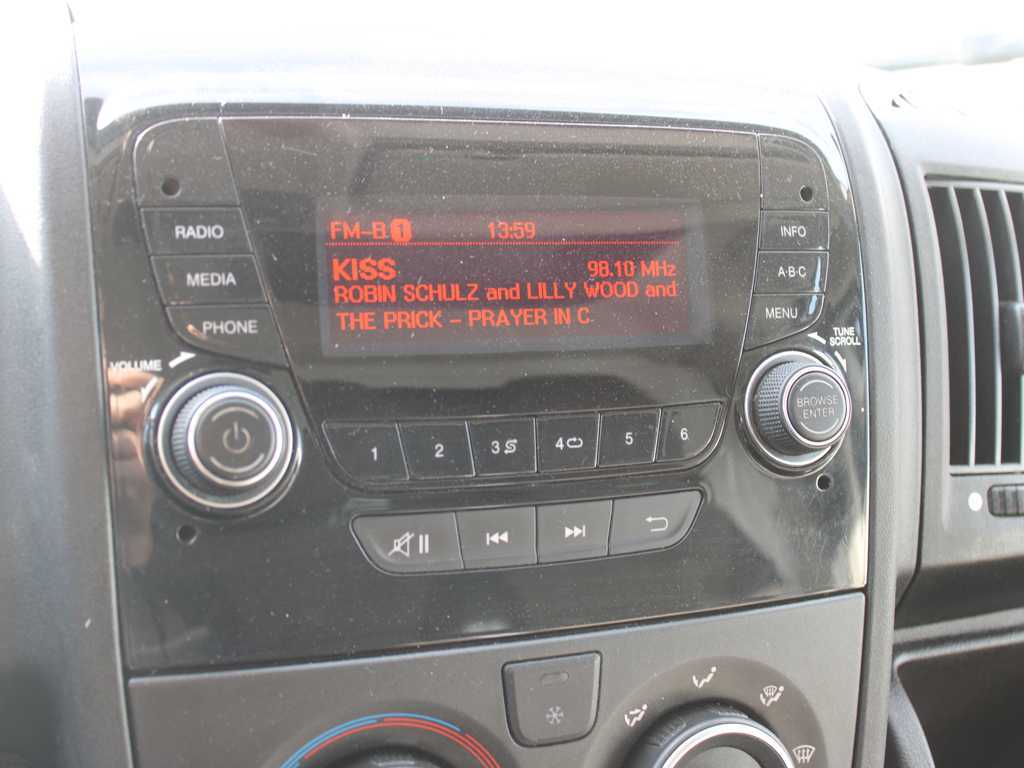 FM-B 1 13:59
KISS 98.10 MHz
ROBIN SCHULZ and LILLY WOOD and
THE PRICK - PRAYER IN C
RADIO
MEDIA
PHONE
VOLUME
INFO
A·B·C
MENU
TUNE
SCROLL
BROWSE
ENTER
1 2 3 4 5 6